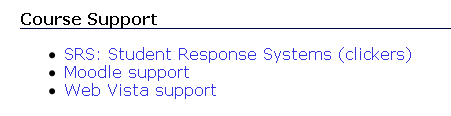 Course Support
SRS: Student Response Systems (clickers)
Moodle support
Web Vista support